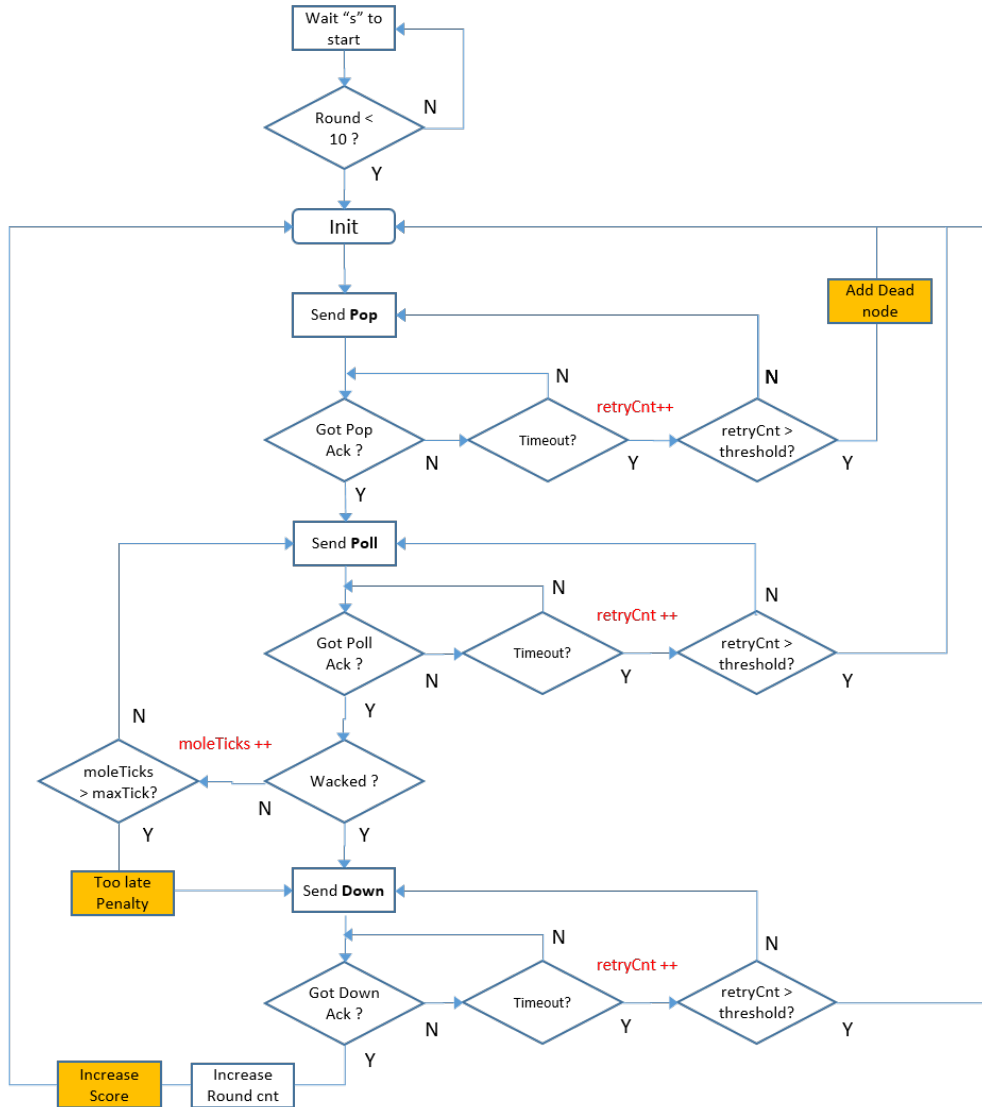 Wait “s” to
start
N
Round <
10 ?
Y
Init
Add Dead
node
Send Pop
N
N
retryCnt++
Got Pop
Ack ?
Timeout?
retryCnt >
threshold?
N
Y
Y
Y
Send Poll
N
N
retryCnt ++
Got Poll
Ack ?
Timeout?
retryCnt >
threshold?
N
Y
Y
Y
N
moleTicks ++
moleTicks
> maxTick?
Wacked ?
N
Y
Y
Too late
Penalty
Send Down
N
N
retryCnt ++
Got Down
Ack ?
Timeout?
retryCnt >
threshold?
N
Y
Y
Y
Increase
Score
Increase
Round cnt